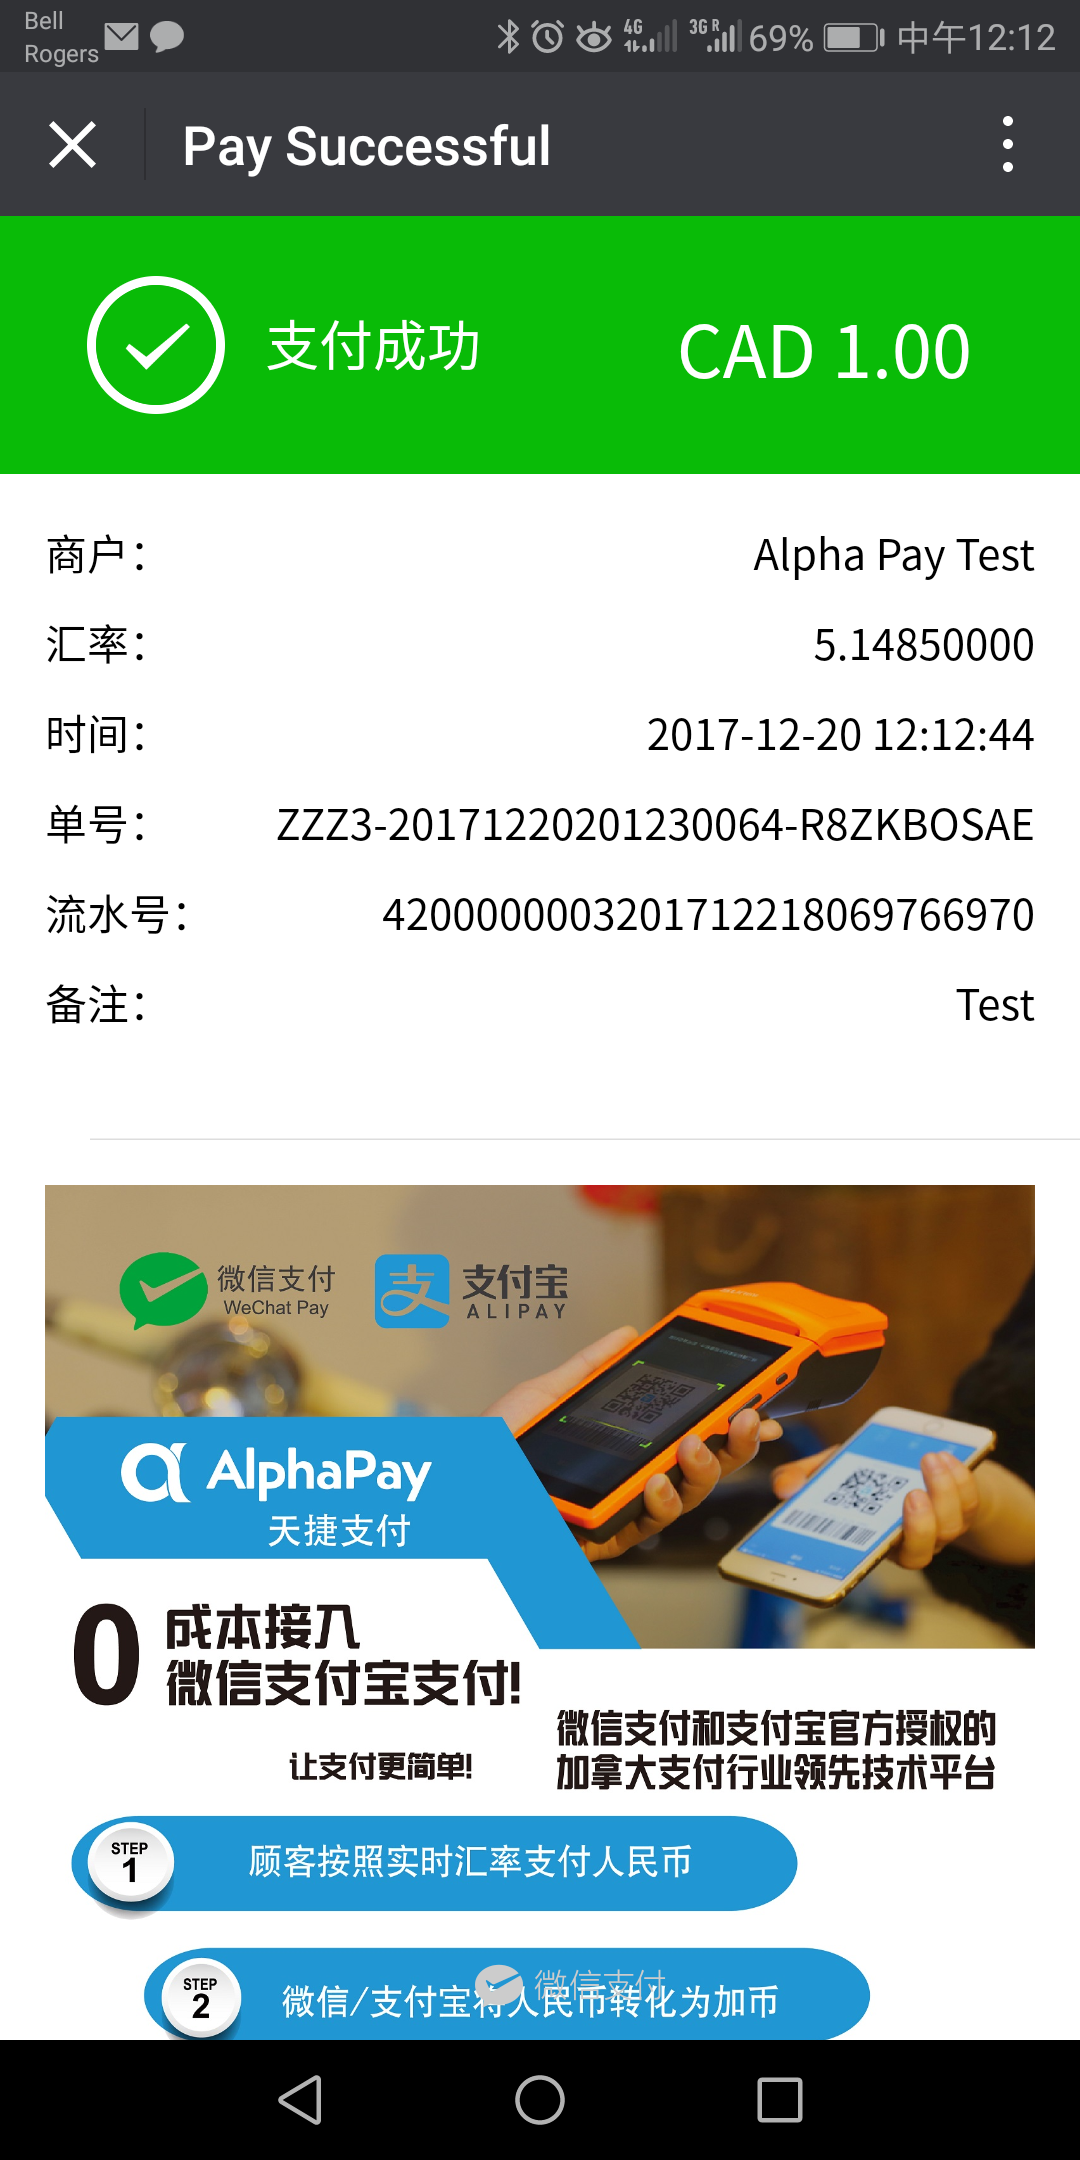 Bell
Rogers
4G 3G R 69% 中午12:12
Pay Successful
支付成功 CAD 1.00
商户： Alpha Pay Test
汇率： 5.14850000
时间： 2017-12-20 12:12:44
单号： ZZZ3-20171220201230064-R8ZKBOSAE
流水号： 4200000003201712218069766970
备注： Test
微信支付 支付宝
WeChat Pay ALIPAY
支
AlphaPay
天捷支付
0 成本接入
微信支付宝支付!
微信支付和支付宝官方授权的
让支付更简单! 加拿大支付行业领先技术平台
STEP
1 顾客按照实时汇率支付人民币
微信支付
STEP
2 微信/支付宝将人民币转化为加币